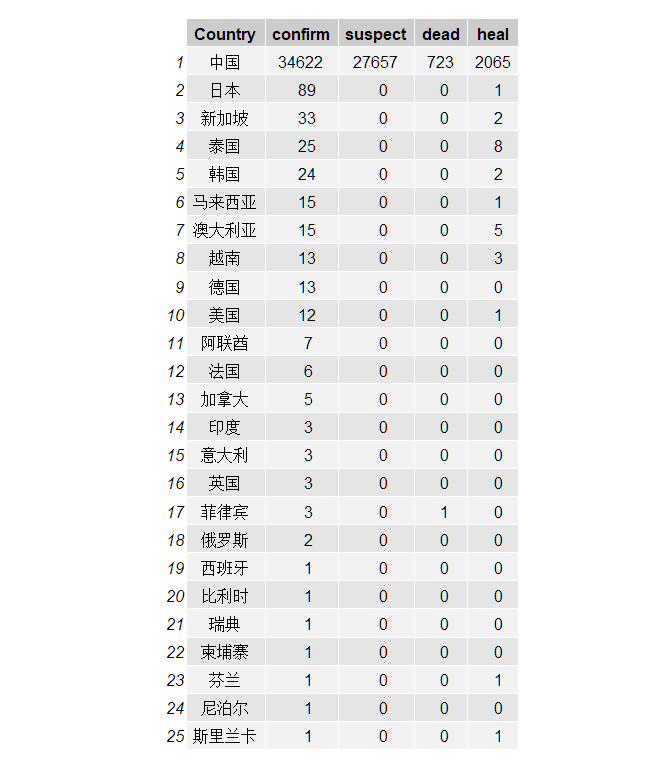 Country confirm suspect dead heal
1 中国 34622 27657 723 2065
2 日本 89 0 0 1
3 新加坡 33 0 0 2
4 泰国 25 0 0 8
5 韩国 24 0 0 2
6 马来西亚 15 0 0 1
7 澳大利亚 15 0 0 5
8 越南 13 0 0 3
9 德国 13 0 0 0
10 美国 12 0 0 1
11 阿联酋 7 0 0 0
12 法国 6 0 0 0
13 加拿大 5 0 0 0
14 印度 3 0 0 0
15 意大利 3 0 0 0
16 英国 3 0 0 0
17 菲律宾 3 0 1 0
18 俄罗斯 2 0 0 0
19 西班牙 1 0 0 0
20 比利时 1 0 0 0
21 瑞典 1 0 0 0
22 柬埔寨 1 0 0 0
23 芬兰 1 0 0 1
24 尼泊尔 1 0 0 0
25 斯里兰卡 1 0 0 1